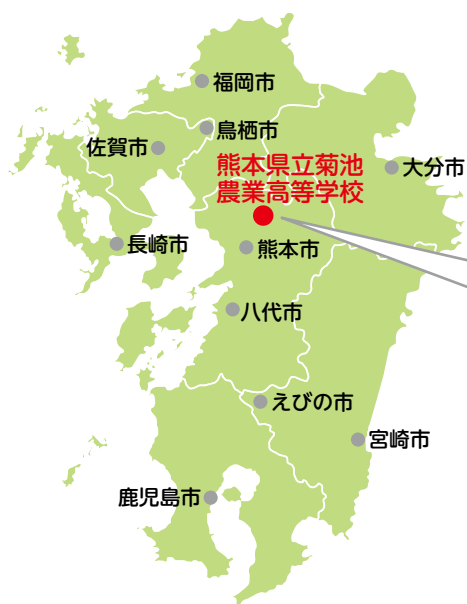 福岡市
鳥栖市
佐賀市
熊本県立菊池
農業高等学校
大分市
長崎市
熊本市
八代市
えびの市
宮崎市
鹿児島市